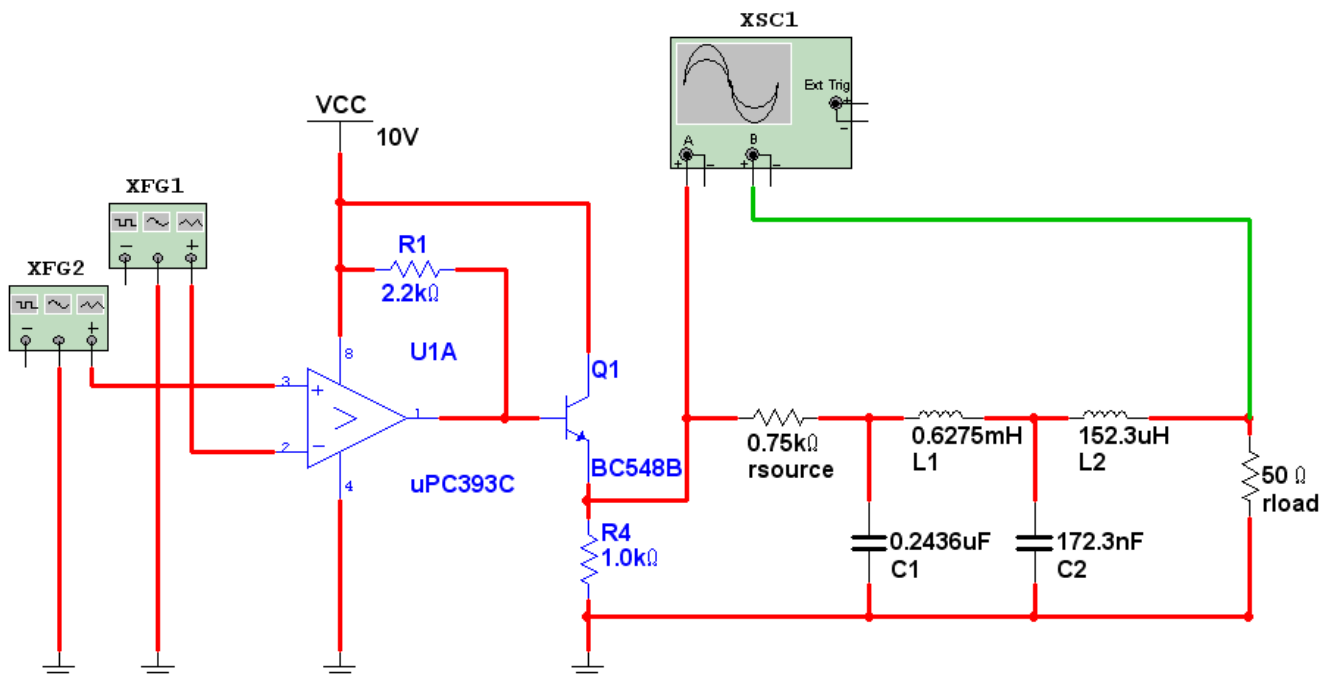 XSC1
Ext Trig
+
−
A
B
+ − + −
VCC
10V
XFG1
− +
XFG2
− +
R1
2.2kΩ
8
U1A
3
+
1
2
−
4
uPC393C
Q1
BC548B
R4
1.0kΩ
0.75kΩ
rsource
0.6275mH
L1
152.3uH
L2
50 Ω
rload
0.2436uF
C1
172.3nF
C2